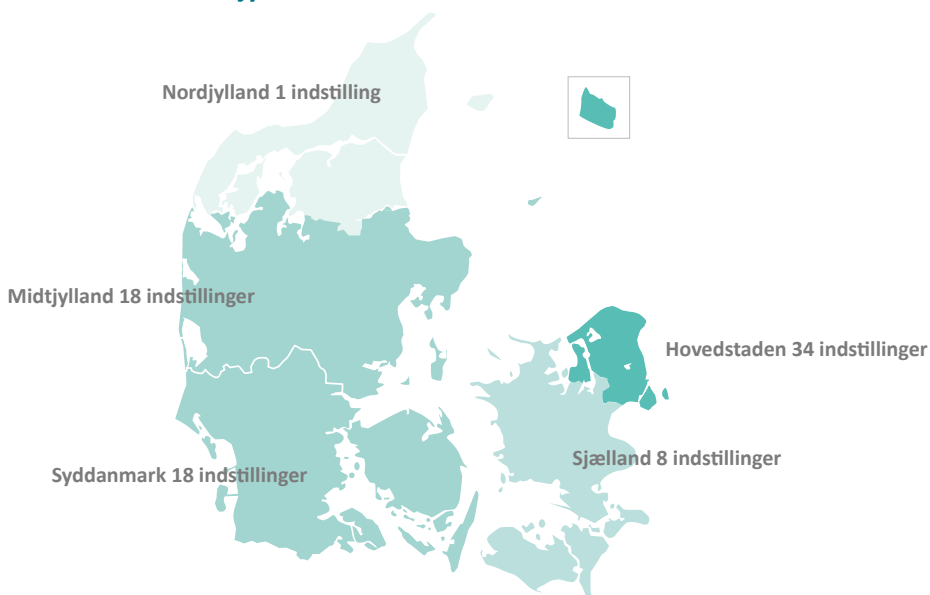 Nordjylland 1 indstilling
Midtjylland 18 indstillinger
Hovedstaden 34 indstillinger
Sjælland 8 indstillinger
Syddanmark 18 indstillinger